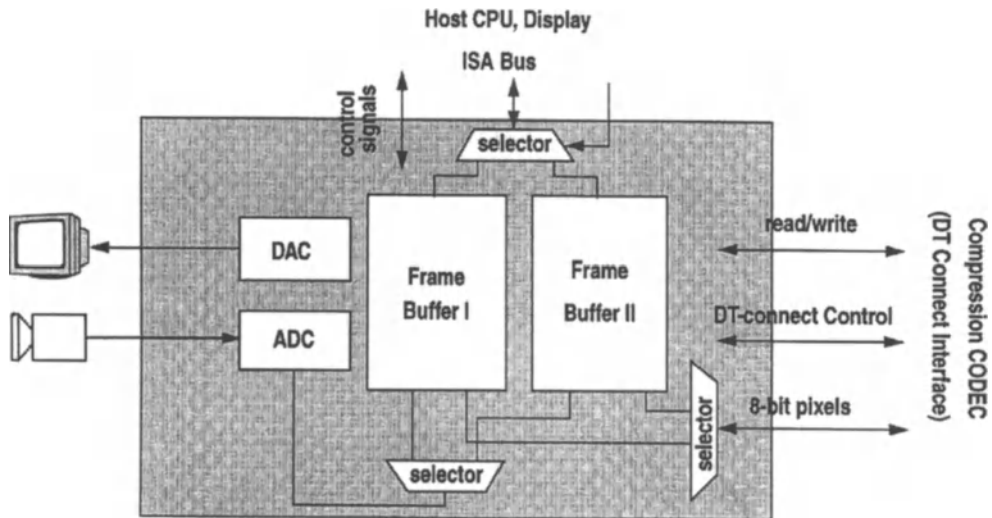 Host CPU, Display
ISA Bus
control
signals
selector
DAC
ADC
Frame
Buffer I
Frame
Buffer II
read/write
DT-connect Control
8-bit pixels
selector
selector
Compression CODEC
(DT Connect Interface)